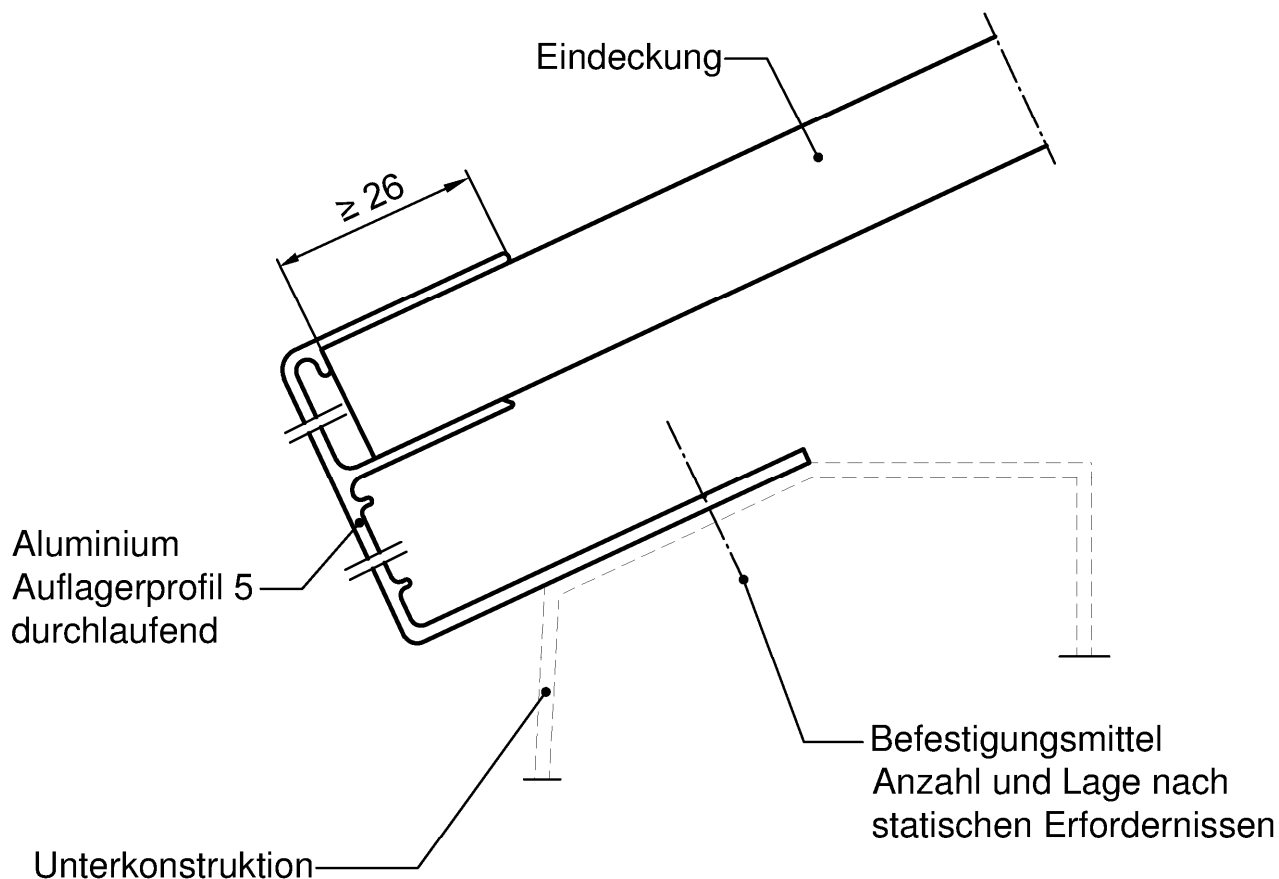 Eindeckung
≥ 26
Aluminium
Auflagerprofil 5
durchlaufend
Befestigungsmittel
Anzahl und Lage nach
statischen Erfordernissen
Unterkonstruktion